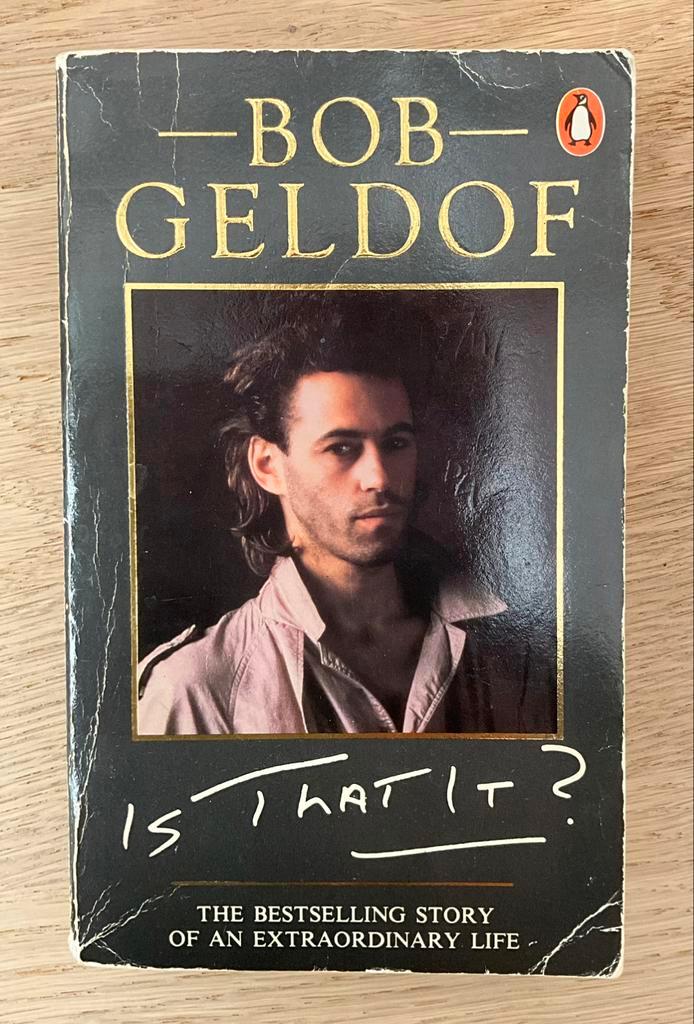 BOB
GELDOF
IS THAT IT?
THE BESTSELLING STORY
OF AN EXTRAORDINARY LIFE